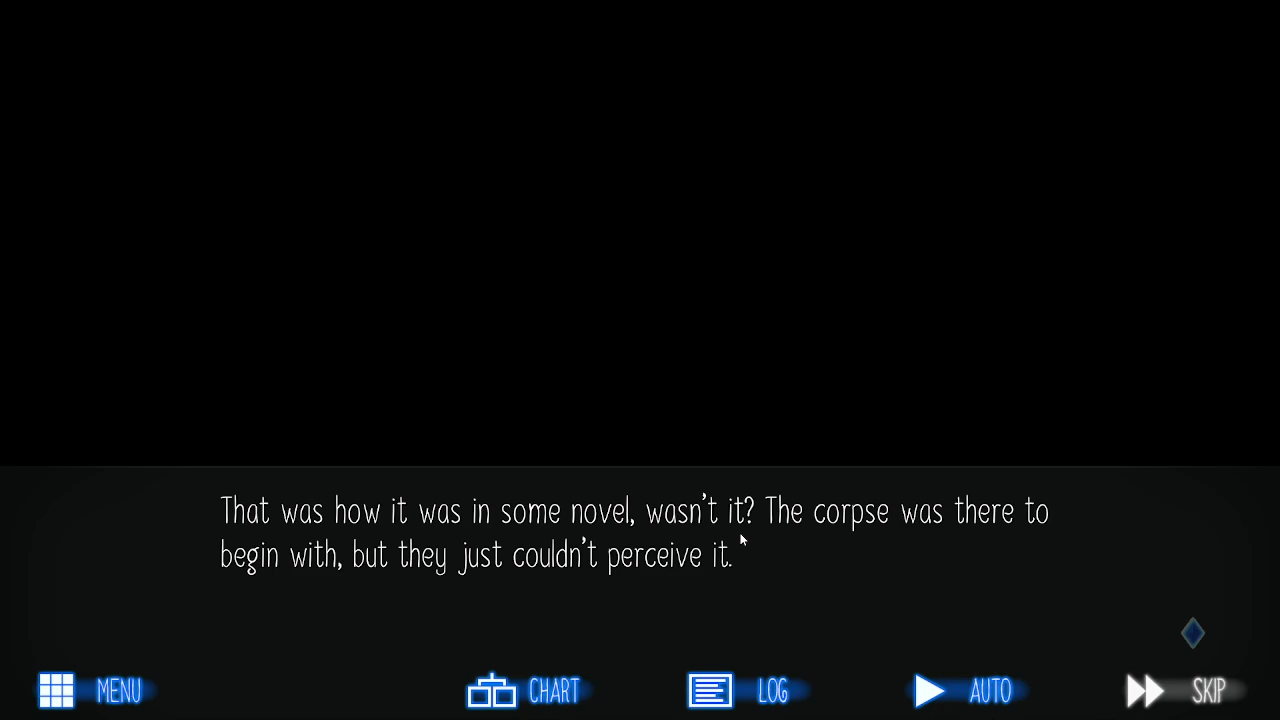 That was how it was in some novel, wasn't it? The corpse was there to
begin with, but they just couldn't perceive it.
MENU CHART LOG AUTO SKIP